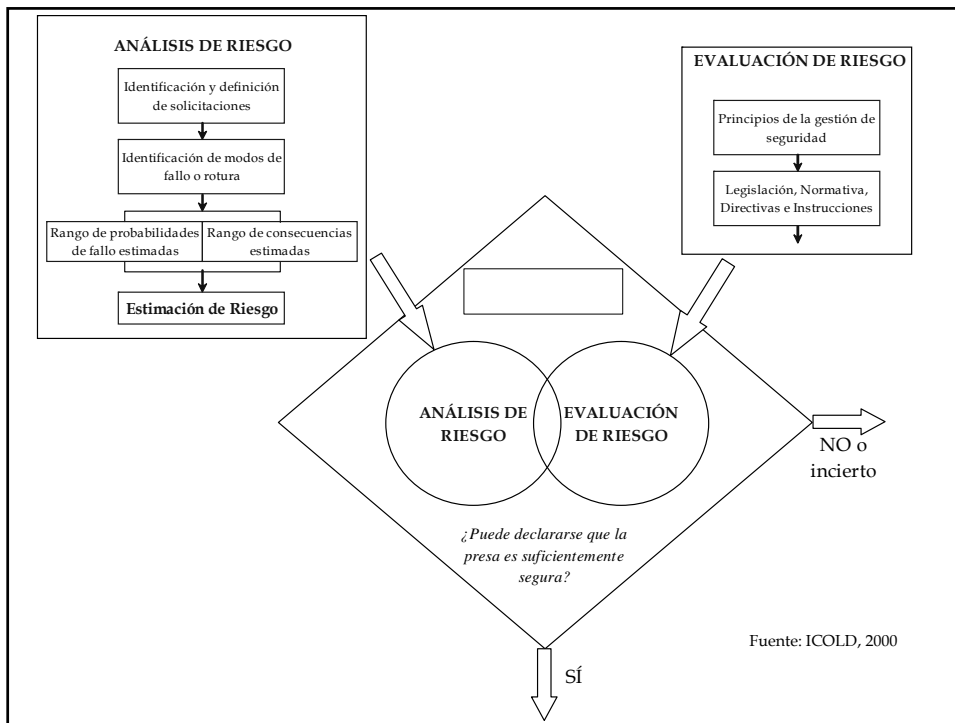 ANÁLISIS DE RIESGO
Identificación y definición
de solicitaciones
Identificación de modos de
fallo o rotura
Rango de probabilidades
de fallo estimadas
Rango de consecuencias
estimadas
Estimación de Riesgo
EVALUACIÓN DE RIESGO
Principios de la gestión de
seguridad
Legislación, Normativa,
Directivas e Instrucciones
ANÁLISIS DE
RIESGO
EVALUACIÓN
DE RIESGO
NO o
incierto
¿Puede declararse que la
presa es suficientemente
segura?
Fuente: ICOLD, 2000
SÍ